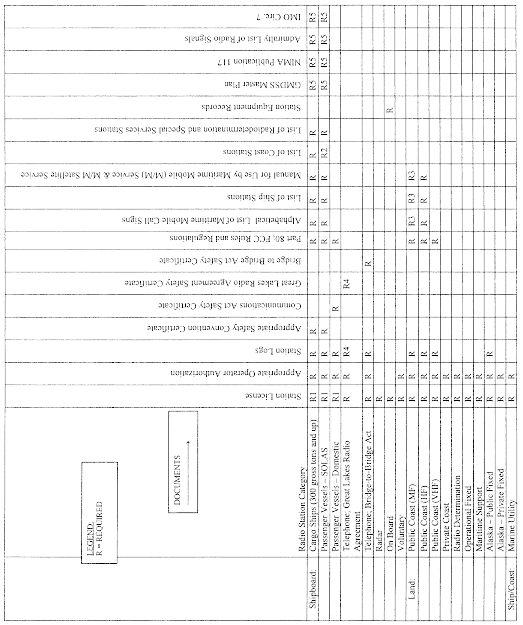 LEGEND:
R = REQUIRED
DOCUMENTS
Radio Station Category
Station License
Appropriate Operator Authorization
Station Logs
Appropriate Safety Convention Certificate
Communications Act Safety Certificate
Great Lakes Radio Agreement Safety Certificate
Bridge to Bridge Act Safety Certificate
Part 80, FCC Rules and Regulations
Alphabetical List of Maritime Mobile Call Signs
List of Ship Stations
Manual for Use by Maritime Mobile (M/M) Service & M/M Satellite Service
List of Coast Stations
List of Radiodetermination and Special Services Stations
Station Equipment Records
GMDSS Master Plan
NIMA Publication 117
Admiralty List of Radio Signals
IMO Circ. 7
Shipboard: Cargo Ships (300 gross tons and up) R1 R R R R R R R R R R5 R5 R5 R5
Passenger Vessels – SOLAS R1 R R R R R R R R2 R R5 R5 R5 R5
Passenger Vessels – Domestic R1 R R R R
Telephone; Great Lakes Radio Agreement R R R4 R4
Telephone; Bridge-to-Bridge Act R R R R
Radar R
On Board R R
Voluntary R R
Land: Public Coast (MF) R R R R R3 R3 R3
Public Coast (HF) R R R R R R R
Public Coast (VHF) R R R R
Private Coast R R
Radio Determination R R
Operational Fixed R R
Maritime Support R R
Alaska – Public Fixed R R R
Alaska – Private Fixed R R
Ship/Coast: Marine Utility R R